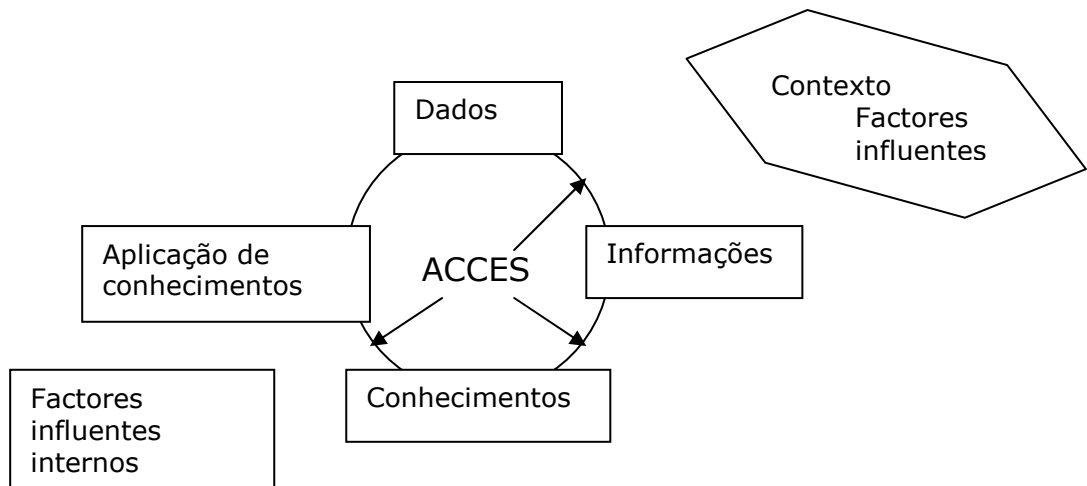 Contexto
Factores
influentes
Dados
Aplicação de
conhecimentos
ACCES
Informações
Conhecimentos
Factores
influentes
internos